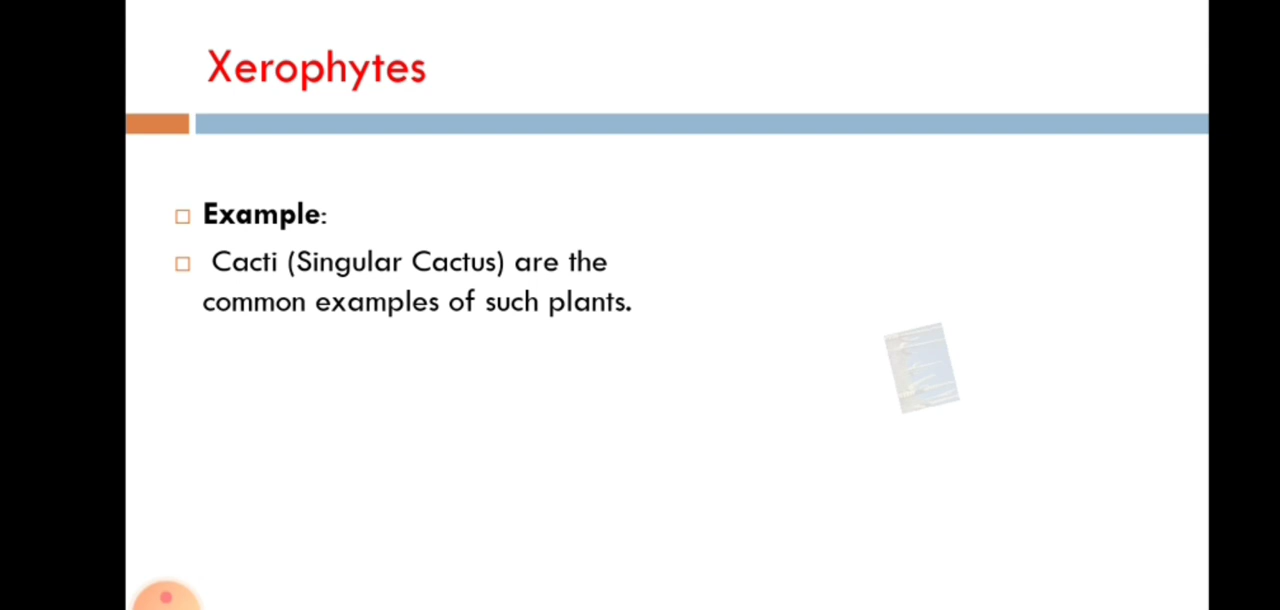 Xerophytes
Example:
Cacti (Singular Cactus) are the
common examples of such plants.